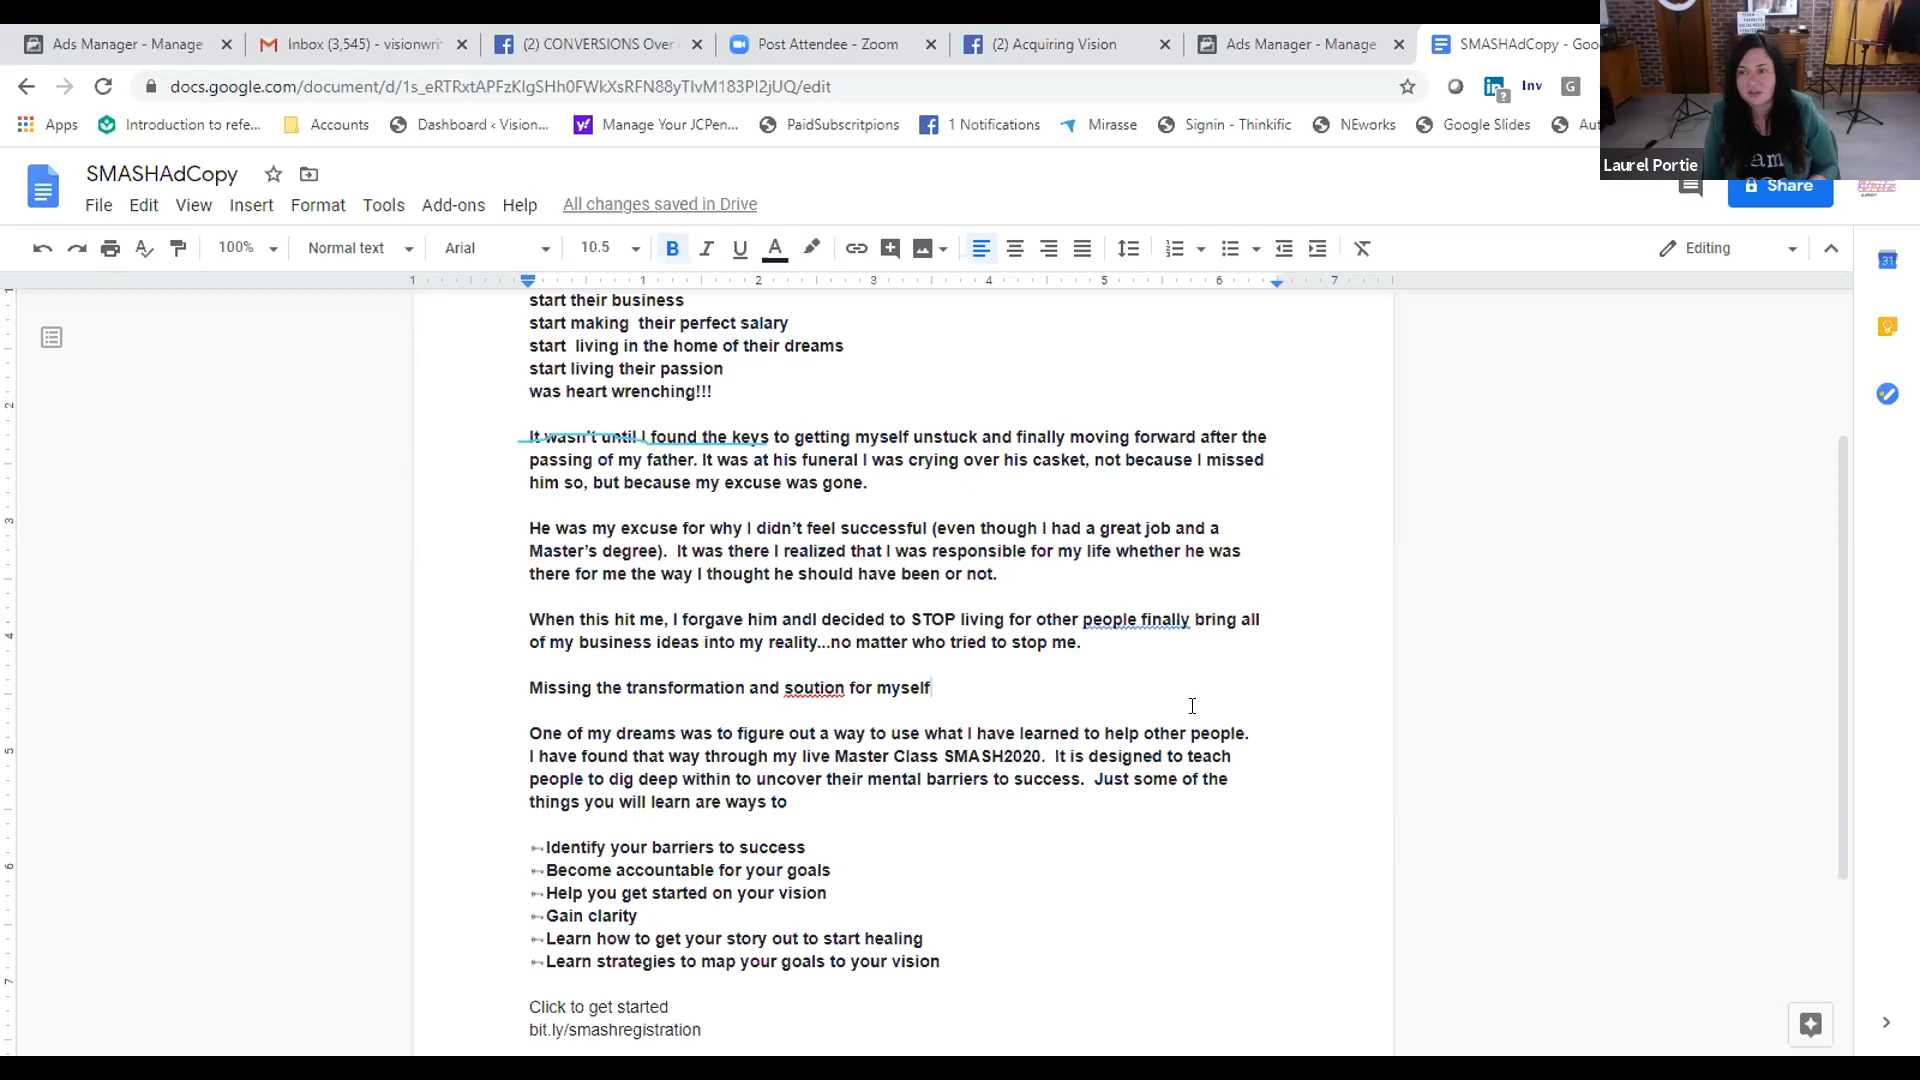 Ads Manager - Manage
Inbox (3,545) - visionwri
(2) CONVERSIONS Over
Post Attendee - Zoom
(2) Acquiring Vision
Ads Manager - Manage
SMASHAdCopy - Goo
docs.google.com/document/d/1s_eRTRxtAPFzKIgSHh0FWkXsRFN88yTIvM183PI2jUQ/edit
Inv
G
Apps
Introduction to refe...
Accounts
Dashboard ‹ Vision...
Manage Your JCPen...
PaidSubscritpions
1 Notifications
Mirasse
Signin - Thinkific
NEworks
Google Slides
Aut
Laurel Portie
SMASHAdCopy
Share
File Edit View Insert Format Tools Add-ons Help All changes saved in Drive
100% Normal text Arial 10.5 B I U A Editing
1 1 2 3 4 5 6 7
31
start their business
start making  their perfect salary
start  living in the home of their dreams
start living their passion
was heart wrenching!!!
It wasn't until I found the keys to getting myself unstuck and finally moving forward after the
passing of my father. It was at his funeral I was crying over his casket, not because I missed
him so, but because my excuse was gone.
He was my excuse for why I didn't feel successful (even though I had a great job and a
Master's degree).  It was there I realized that I was responsible for my life whether he was
there for me the way I thought he should have been or not.
When this hit me, I forgave him andI decided to STOP living for other people finally bring all
of my business ideas into my reality...no matter who tried to stop me.
Missing the transformation and soution for myself
One of my dreams was to figure out a way to use what I have learned to help other people.
I have found that way through my live Master Class SMASH2020.  It is designed to teach
people to dig deep within to uncover their mental barriers to success.  Just some of the
things you will learn are ways to
Identify your barriers to success
Become accountable for your goals
Help you get started on your vision
Gain clarity
Learn how to get your story out to start healing
Learn strategies to map your goals to your vision
Click to get started
bit.ly/smashregistration